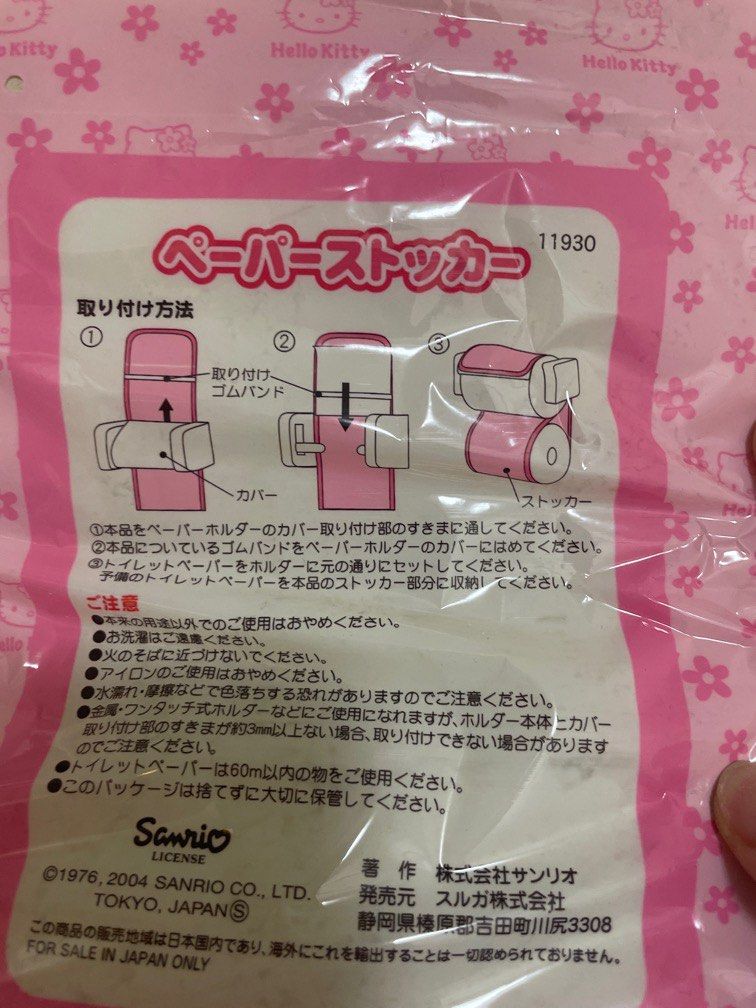 Hello Kitty
Hello Kitty
Hello Kitty
ペーパーストッカー 11930
取り付け方法
① ② ③
取り付け
ゴムバンド
カバー
ストッカー
①本品をペーパーホルダーのカバー取り付け部のすきまに通してください。
②本品についているゴムバンドをペーパーホルダーのカバーにはめてください。
③トイレットペーパーをホルダーに元の通りにセットしてください。
予備のトイレットペーパーを本品のストッカー部分に収納してください。
ご注意
●本来の用途以外でのご使用はおやめください。
●お洗濯はご遠慮ください。
●火のそばに近づけないでください。
●アイロンのご使用はおやめください。
●水濡れ・摩擦などで色落ちする恐れがありますのでご注意ください。
●金属・ワンタッチ式ホルダーなどにご使用になれますが、ホルダー本体とカバー
取り付け部のすきまが約3mm以上ない場合、取り付けできない場合があります
のでご注意ください。
●トイレットペーパーは60m以内の物をご使用ください。
●このパッケージは捨てずに大切に保管してください。
Sanrio
LICENSE
©1976, 2004 SANRIO CO., LTD.
TOKYO, JAPAN Ⓢ
著作 株式会社サンリオ
発売元 スルガ株式会社
静岡県榛原郡吉田町川尻3308
この商品の販売地域は日本国内であり、海外にこれを輸出することは一切認められておりません。
FOR SALE IN JAPAN ONLY